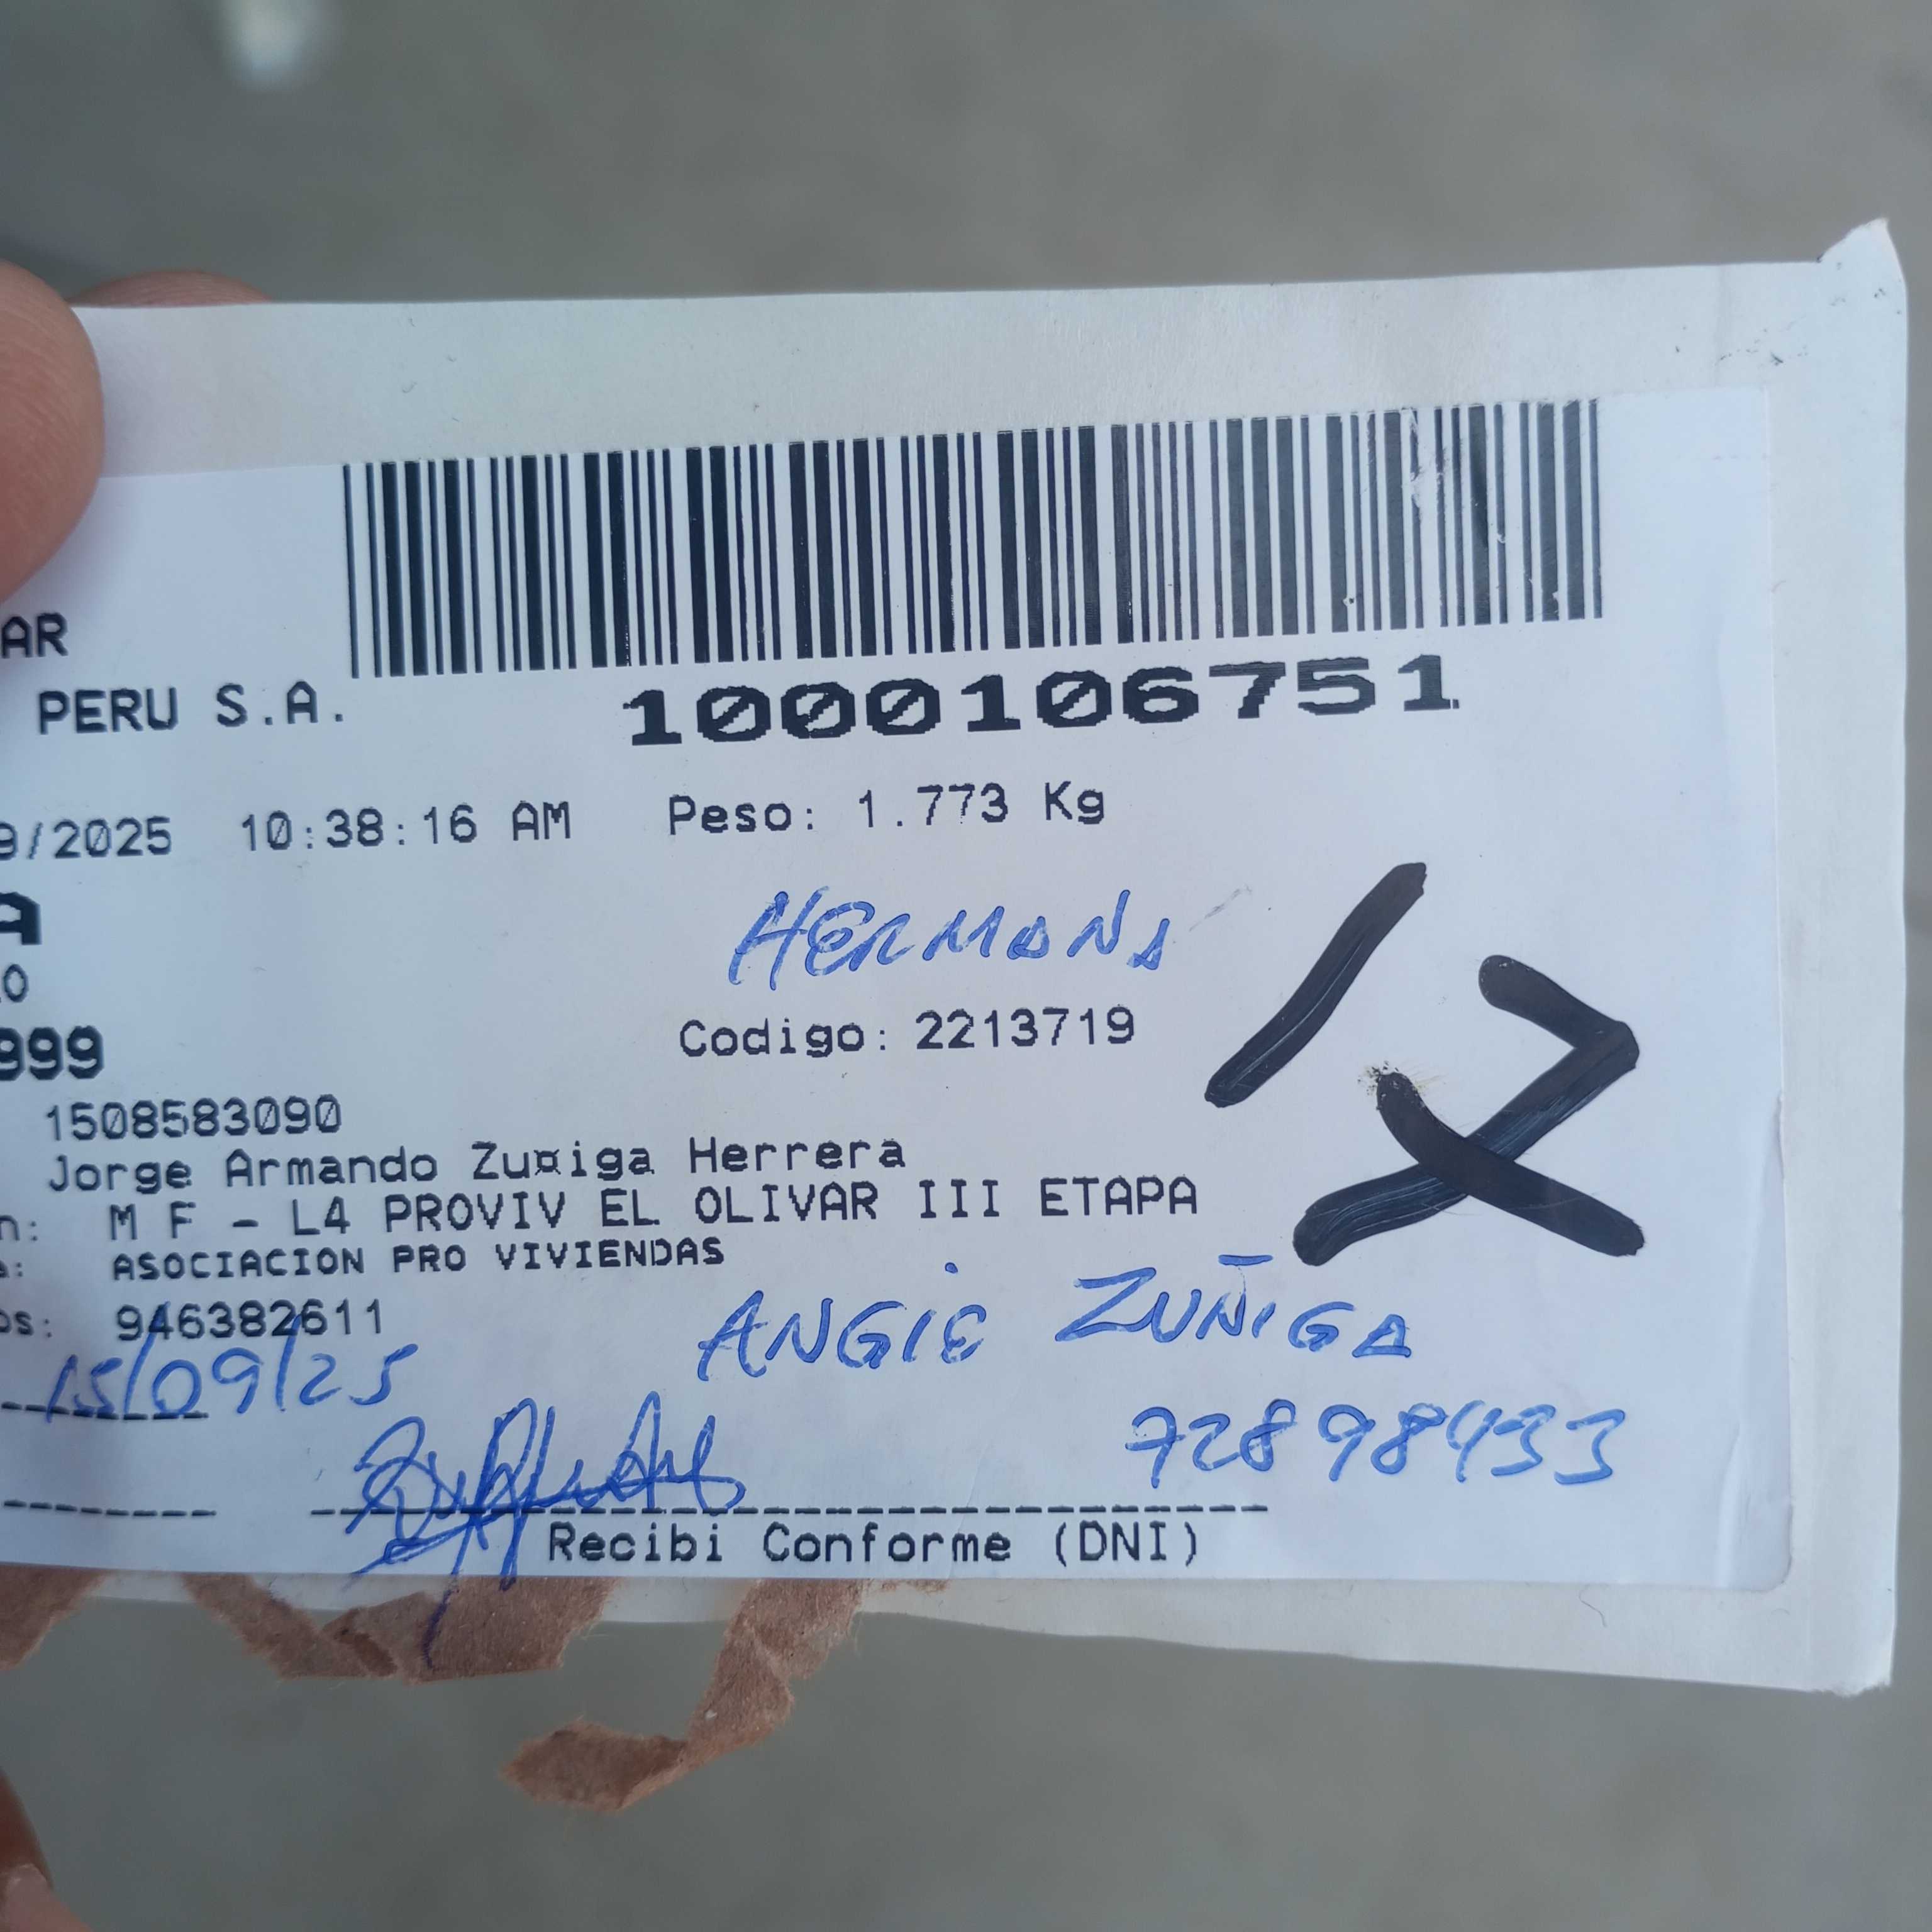 AR
PERU S.A.
1000106751
9/2025 10:38:16 AM Peso: 1.773 Kg
A
HERMANA
O
Codigo: 2213719
999
17
1508583090
Jorge Armando Zu¤iga Herrera
n: M F - L4 PROVIV EL OLIVAR III ETAPA
a: ASOCIACION PRO VIVIENDAS
os: 946382611
ANGIE ZUÑIGA
15/09/25
72898433
Recibi Conforme (DNI)